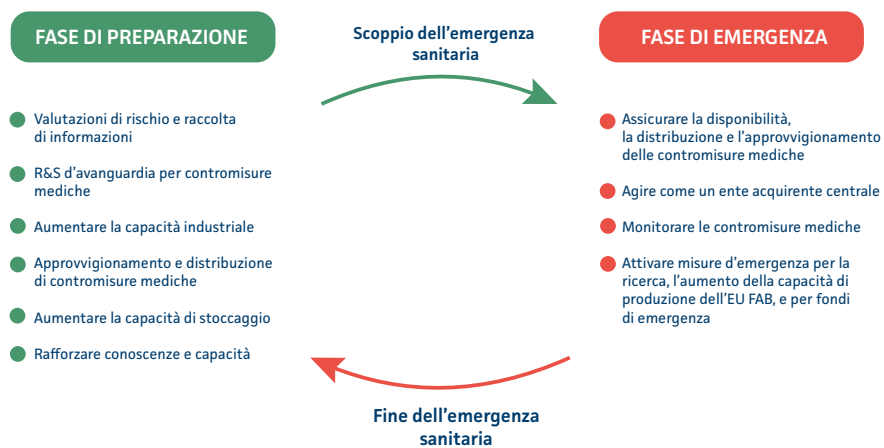 FASE DI PREPARAZIONE
Valutazioni di rischio e raccolta
di informazioni
R&S d'avanguardia per contromisure
mediche
Aumentare la capacità industriale
Approvvigionamento e distribuzione
di contromisure mediche
Aumentare la capacità di stoccaggio
Rafforzare conoscenze e capacità
Scoppio dell'emergenza
sanitaria
FASE DI EMERGENZA
Assicurare la disponibilità,
la distribuzione e l'approvvigionamento
delle contromisure mediche
Agire come un ente acquirente centrale
Monitorare le contromisure mediche
Attivare misure d'emergenza per la
ricerca, l'aumento della capacità di
produzione dell'EU FAB, e per fondi
di emergenza
Fine dell'emergenza
sanitaria